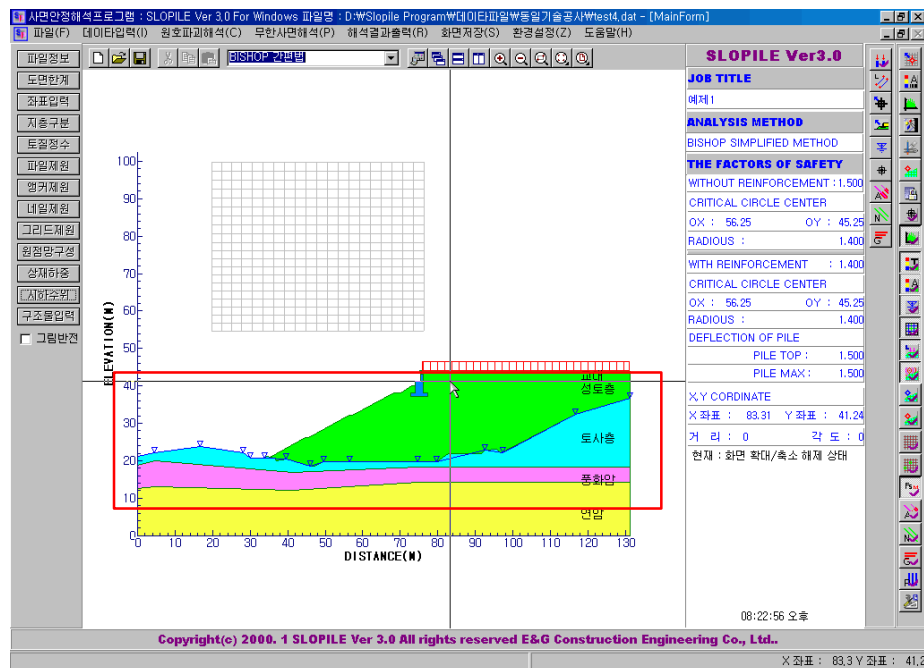 사면안정해석프로그램 : SLOPILE Ver 3.0 For Windows 파일명 : D:₩Slopile Program₩데이타파일₩동일기술공사₩test4.dat - [MainForm]
파일(F) 데이타입력(I) 원호파괴해석(C) 무한사면해석(P) 해석결과출력(R) 화면저장(S) 환경설정(Z) 도움말(H)
BISHOP 간편법
파일정보
도면한계
좌표입력
지층구분
토질정수
파일제원
앵커제원
네일제원
그리드제원
원점망구성
상재하중
지하수위
구조물입력
그림반전
ELEVATION(M)
100
90
80
70
60
50
40
30
20
10
0
성토층
토사층
풍화암
연암
0 10 20 30 40 50 60 70 80 90 100 110 120 130
DISTANCE(M)
SLOPILE Ver3.0
JOB TITLE
예제1
ANALYSIS METHOD
BISHOP SIMPLIFIED METHOD
THE FACTORS OF SAFETY
WITHOUT REINFORCEMENT : 1.500
CRITICAL CIRCLE CENTER
OX : 56.25 OY : 45.25
RADIOUS : 1.400
WITH REINFORCEMENT : 1.400
CRITICAL CIRCLE CENTER
OX : 56.25 OY : 45.25
RADIOUS : 1.400
DEFLECTION OF PILE
PILE TOP : 1.500
PILE MAX : 1.500
X,Y CORDINATE
X 좌표 : 83.31 Y 좌표 : 41.24
거 리 : 0 각 도 : 0
현재 : 화면 확대/축소 해제 상태
08:22:56 오후
Copyright(c) 2000. 1 SLOPILE Ver 3.0 All rights reserved E&G Construction Engineering Co., Ltd..
X 좌표 : 83.3 Y 좌표 : 41.2